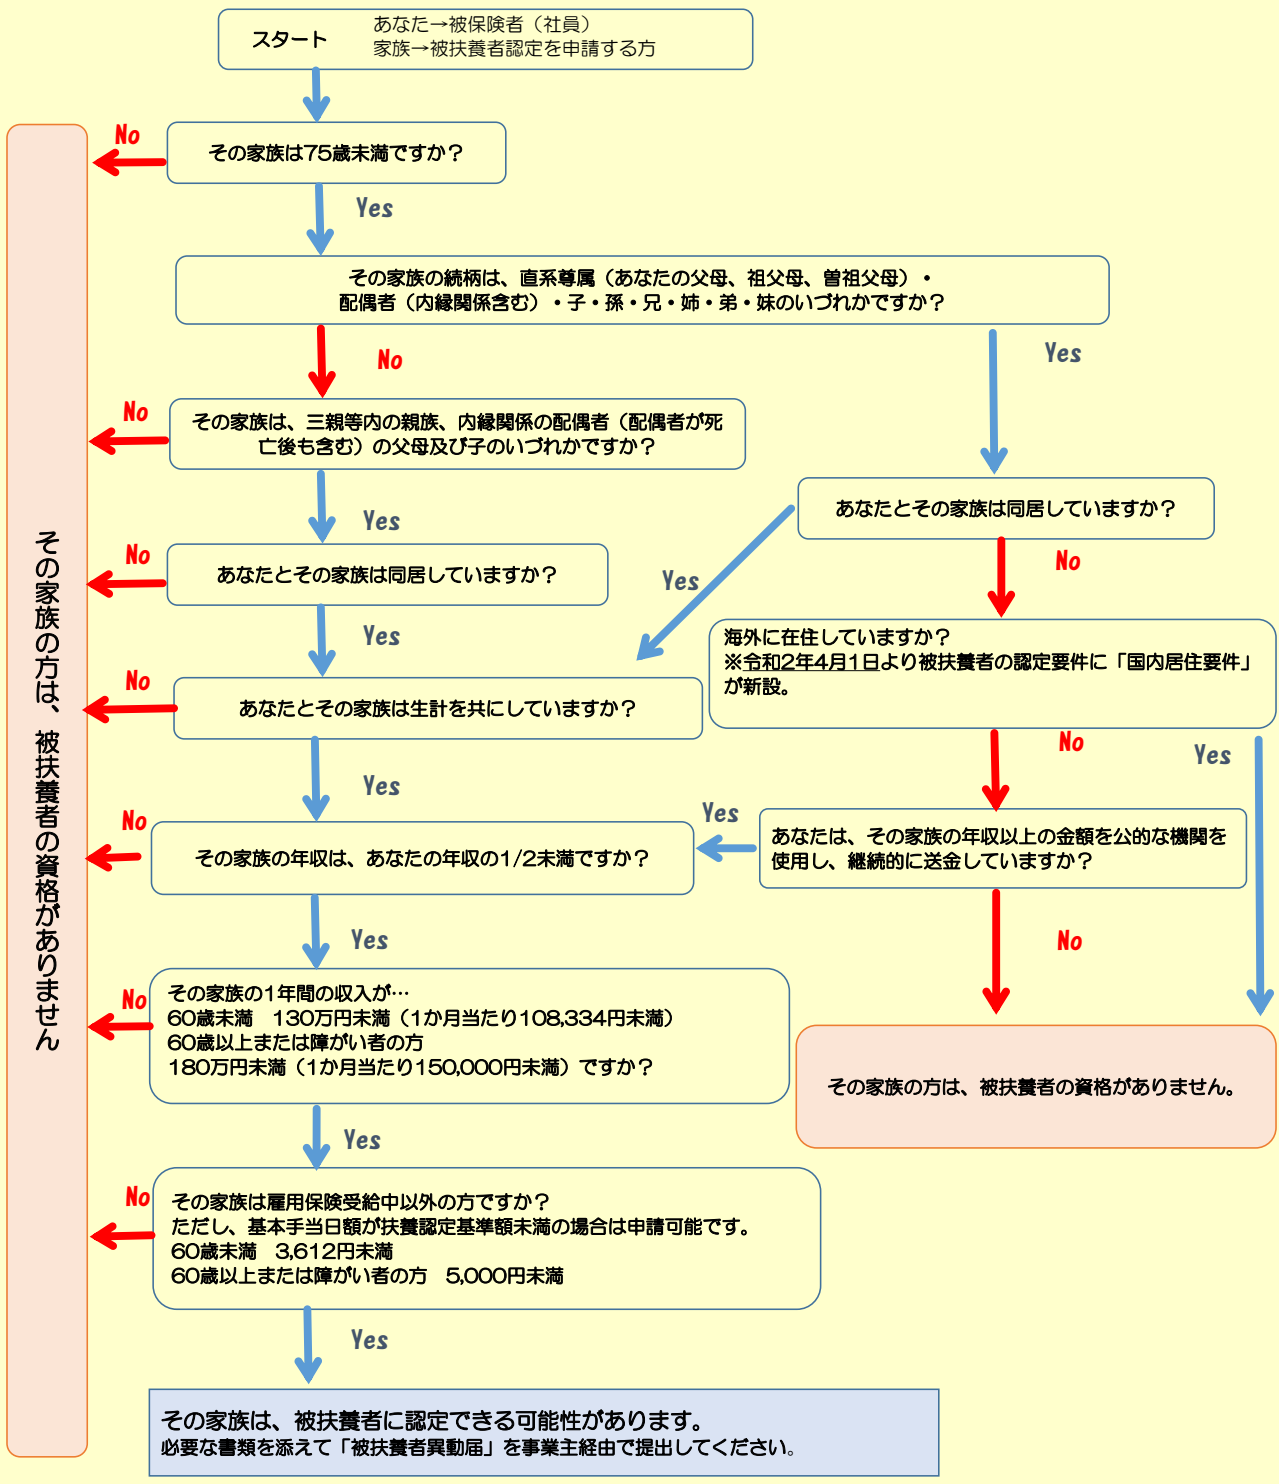 スタート
あなた→被保険者（社員）
家族→被扶養者認定を申請する方
No
その家族は75歳未満ですか？
Yes
その家族の続柄は、直系尊属（あなたの父母、祖父母、曽祖父母）・
配偶者（内縁関係含む）・子・孫・兄・姉・弟・妹のいづれかですか？
No
Yes
No
その家族は、三親等内の親族、内縁関係の配偶者（配偶者が死
亡後も含む）の父母及び子のいづれかですか？
Yes
あなたとその家族は同居していますか？
Yes
No
No
あなたとその家族は同居していますか？
Yes
海外に在住していますか？
※令和2年4月1日より被扶養者の認定要件に「国内居住要件」
が新設。
No
あなたとその家族は生計を共にしていますか？
Yes
No
Yes
No
その家族の年収は、あなたの年収の1/2未満ですか？
Yes
あなたは、その家族の年収以上の金額を公的な機関を
使用し、継続的に送金していますか？
Yes
No
No
その家族の1年間の収入が…
60歳未満　130万円未満（1か月当たり108,334円未満）
60歳以上または障がい者の方
180万円未満（1か月当たり150,000円未満）ですか？
その家族の方は、被扶養者の資格がありません。
Yes
No
その家族は雇用保険受給中以外の方ですか？
ただし、基本手当日額が扶養認定基準額未満の場合は申請可能です。
60歳未満　3,612円未満
60歳以上または障がい者の方　5,000円未満
Yes
その家族は、被扶養者に認定できる可能性があります。
必要な書類を添えて「被扶養者異動届」を事業主経由で提出してください。
その家族の方は、被扶養者の資格がありません